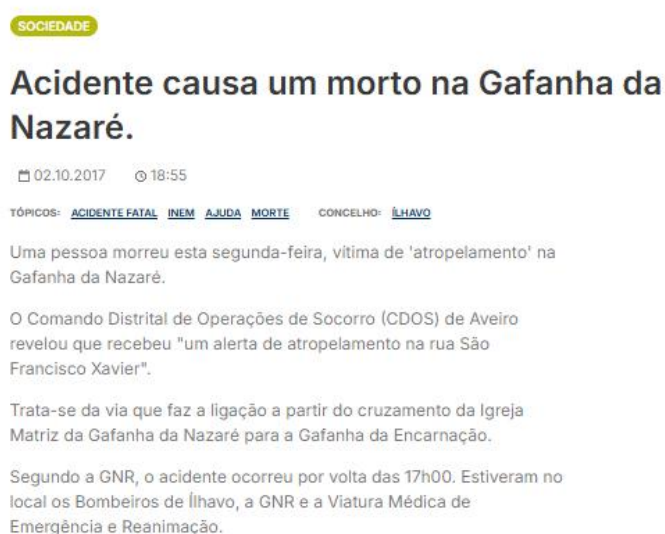 SOCIEDADE
Acidente causa um morto na Gafanha da
Nazaré.
02.10.2017 18:55
TÓPICOS: ACIDENTE FATAL INEM AJUDA MORTE CONCELHO: ÍLHAVO
Uma pessoa morreu esta segunda-feira, vítima de 'atropelamento' na
Gafanha da Nazaré.
O Comando Distrital de Operações de Socorro (CDOS) de Aveiro
revelou que recebeu "um alerta de atropelamento na rua São
Francisco Xavier".
Trata-se da via que faz a ligação a partir do cruzamento da Igreja
Matriz da Gafanha da Nazaré para a Gafanha da Encarnação.
Segundo a GNR, o acidente ocorreu por volta das 17h00. Estiveram no
local os Bombeiros de Ílhavo, a GNR e a Viatura Médica de
Emergência e Reanimação.